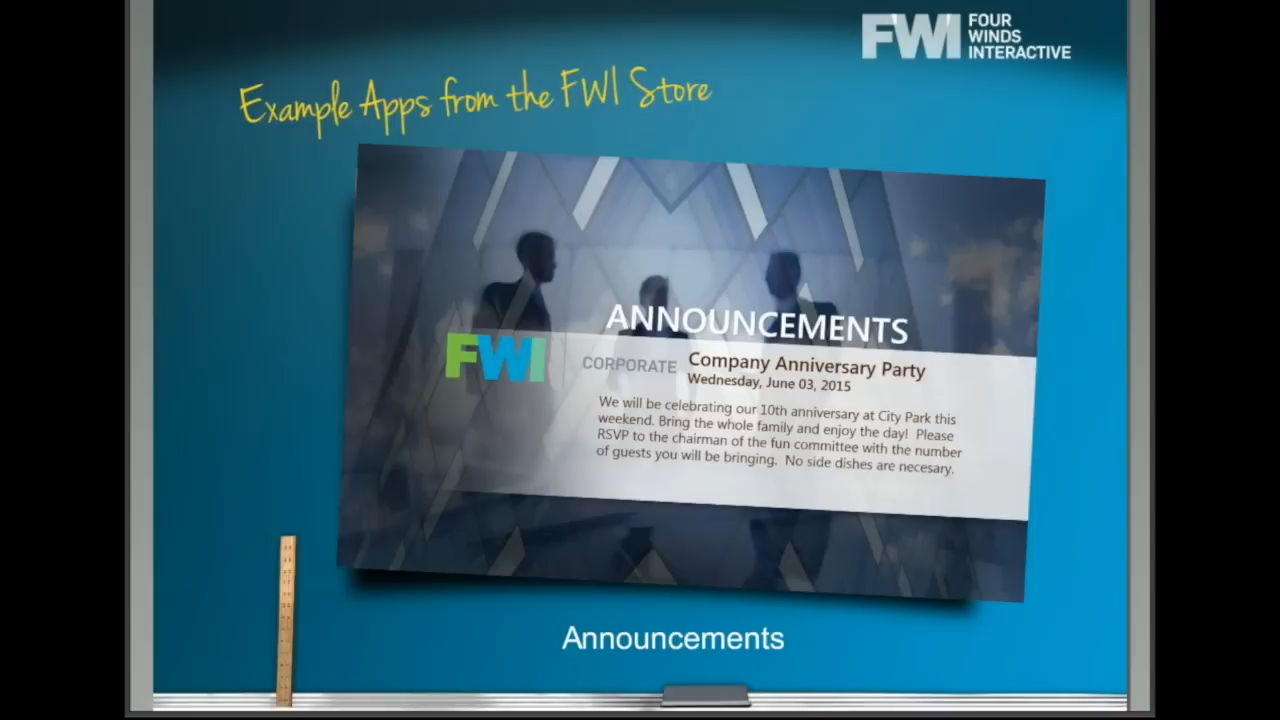 FWI FOUR
WINDS
INTERACTIVE
Example Apps from the FWI Store
ANNOUNCEMENTS
FWI CORPORATE
Company Anniversary Party
Wednesday, June 03, 2015
We will be celebrating our 10th anniversary at City Park this
weekend. Bring the whole family and enjoy the day! Please
RSVP to the chairman of the fun committee with the number
of guests you will be bringing. No side dishes are necesary.
Announcements